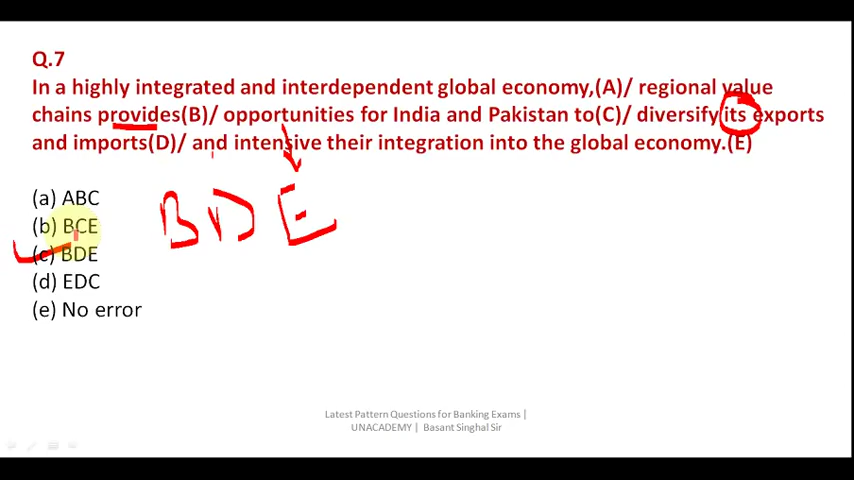 Q.7
In a highly integrated and interdependent global economy,(A)/ regional value
chains provides(B)/ opportunities for India and Pakistan to(C)/ diversify its exports
and imports(D)/ and intensive their integration into the global economy.(E)
(a) ABC
(b) BCE
(c) BDE
(d) EDC
(e) No error
BDE
Latest Pattern Questions for Banking Exams |
UNACADEMY | Basant Singhal Sir